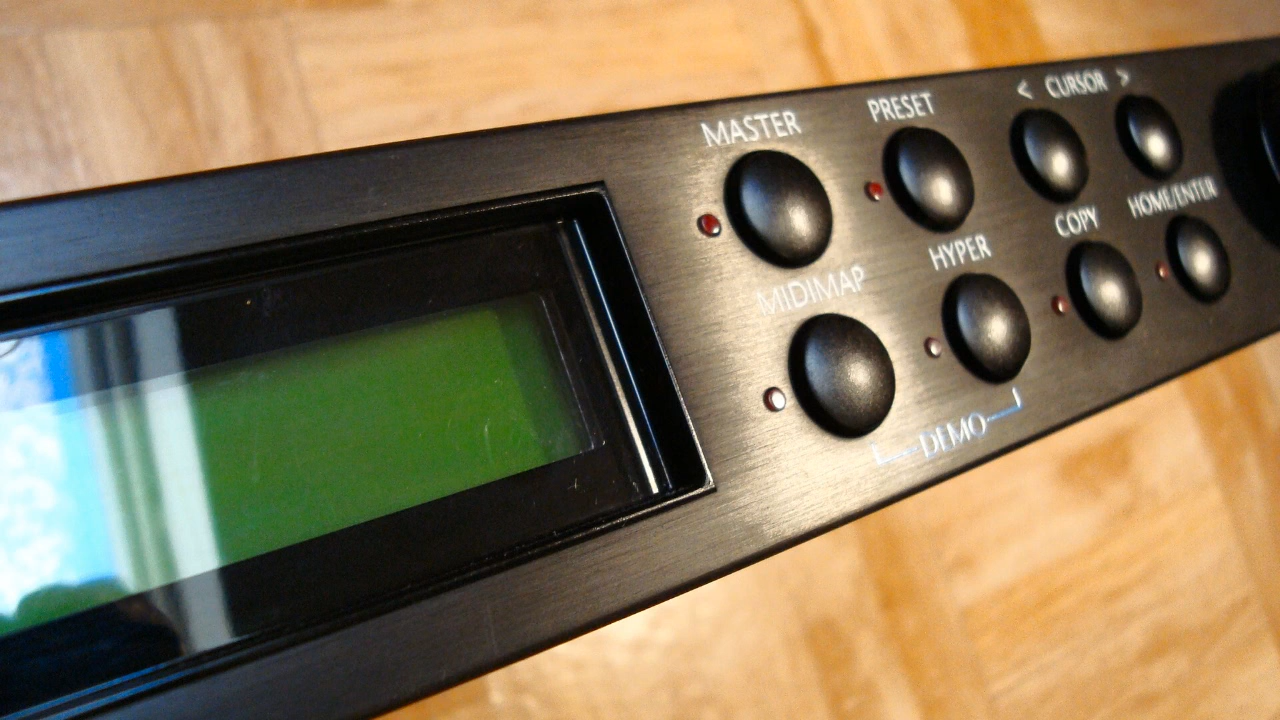 MASTER
PRESET
< CURSOR >
MIDIMAP
HYPER
COPY
HOME/ENTER
DEMO